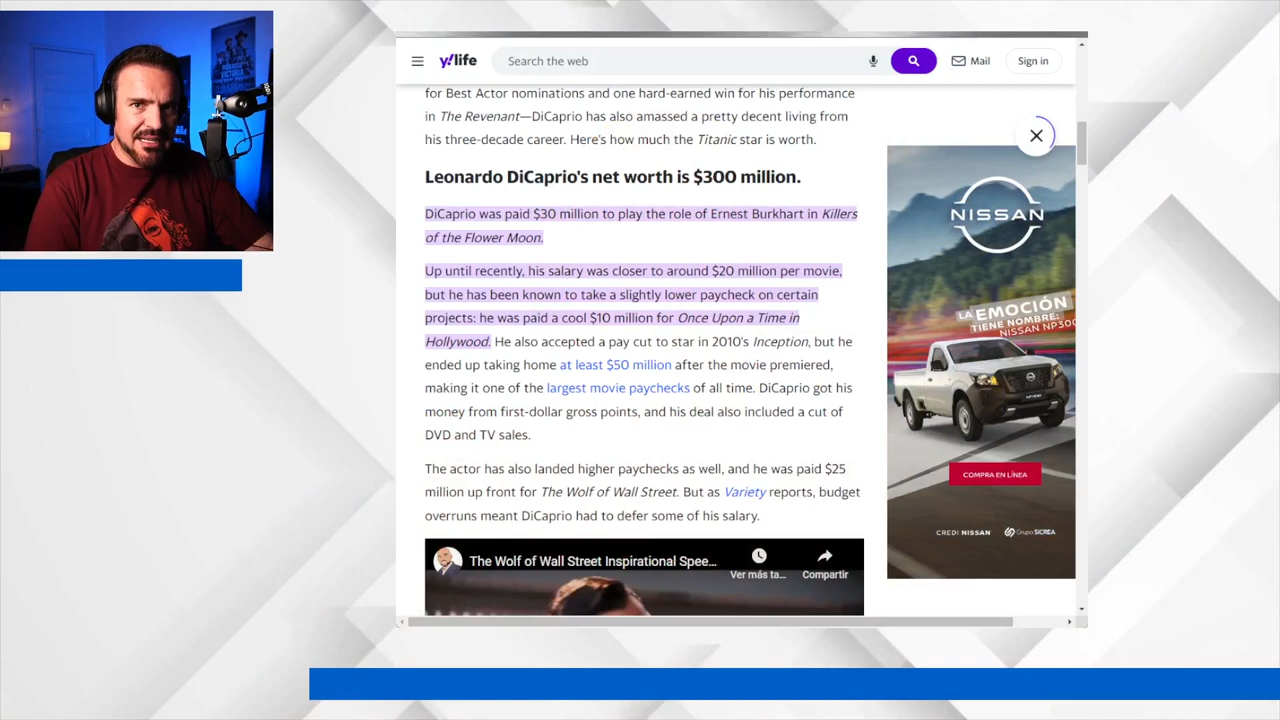 y!life
Search the web
Mail
Sign in
for Best Actor nominations and one hard-earned win for his performance
in The Revenant—DiCaprio has also amassed a pretty decent living from
his three-decade career. Here's how much the Titanic star is worth.
Leonardo DiCaprio's net worth is $300 million.
DiCaprio was paid $30 million to play the role of Ernest Burkhart in Killers
of the Flower Moon.
Up until recently, his salary was closer to around $20 million per movie,
but he has been known to take a slightly lower paycheck on certain
projects: he was paid a cool $10 million for Once Upon a Time in
Hollywood. He also accepted a pay cut to star in 2010's Inception, but he
ended up taking home at least $50 million after the movie premiered,
making it one of the largest movie paychecks of all time. DiCaprio got his
money from first-dollar gross points, and his deal also included a cut of
DVD and TV sales.
The actor has also landed higher paychecks as well, and he was paid $25
million up front for The Wolf of Wall Street. But as Variety reports, budget
overruns meant DiCaprio had to defer some of his salary.
The Wolf of Wall Street Inspirational Spee...
Ver más ta...
Compartir
NISSAN
LA EMOCIÓN
TIENE NOMBRE:
NISSAN NP300
COMPRA EN LÍNEA
CREDI NISSAN
Grupo SICREA